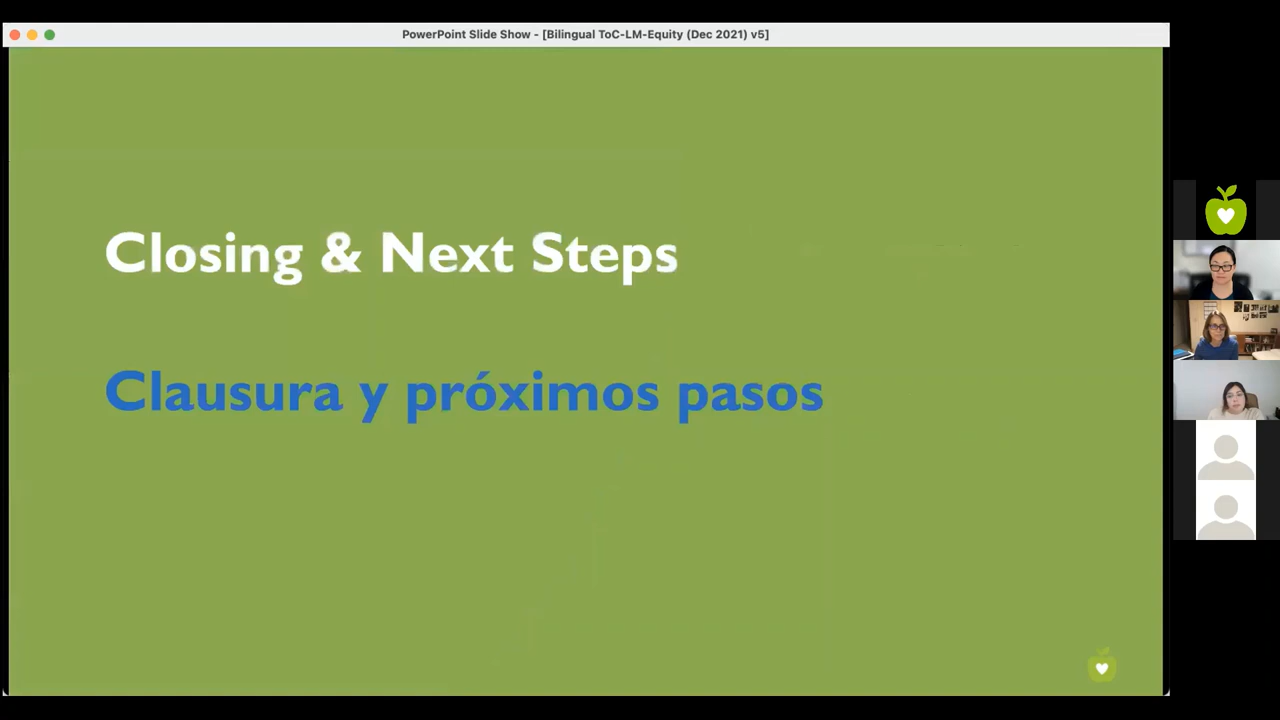 PowerPoint Slide Show - [Bilingual ToC-LM-Equity (Dec 2021) v5]
Closing & Next Steps
Clausura y próximos pasos